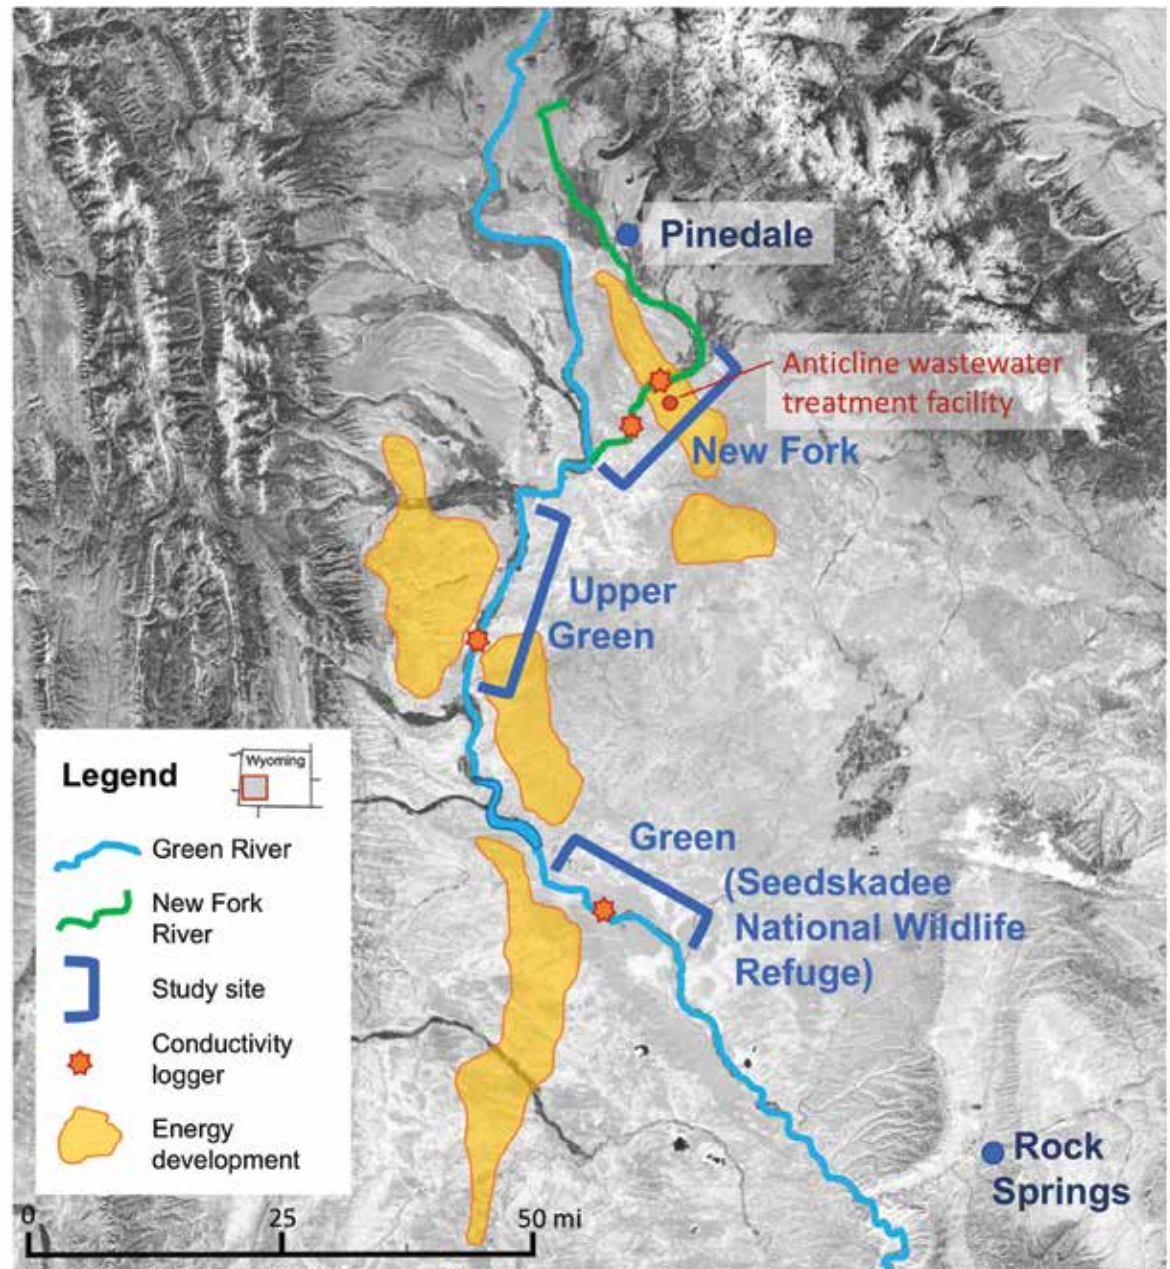 Pinedale
Anticline wastewater
treatment facility
New Fork
Upper
Green
Green
(Seedskadee
National Wildlife
Refuge)
Legend
Wyoming
Green River
New Fork
River
Study site
Conductivity
logger
Energy
development
Rock
Springs
0 25 50 mi